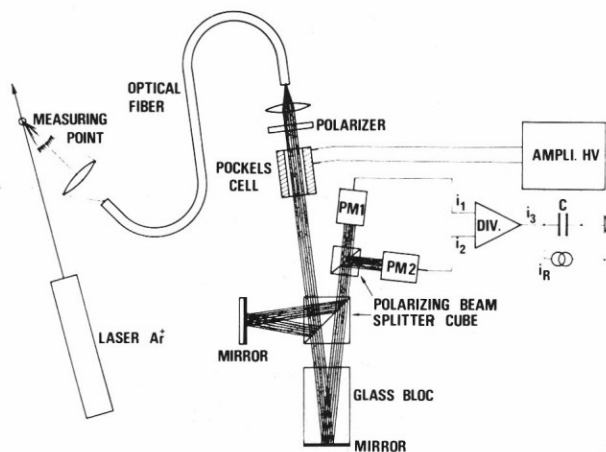 OPTICAL
FIBER
MEASURING
POINT
POLARIZER
POCKELS
CELL
AMPLI. HV
PM1
i1
DIV.
i3
C
i2
PM2
iR
POLARIZING BEAM
SPLITTER CUBE
MIRROR
LASER Ar+
GLASS BLOC
MIRROR